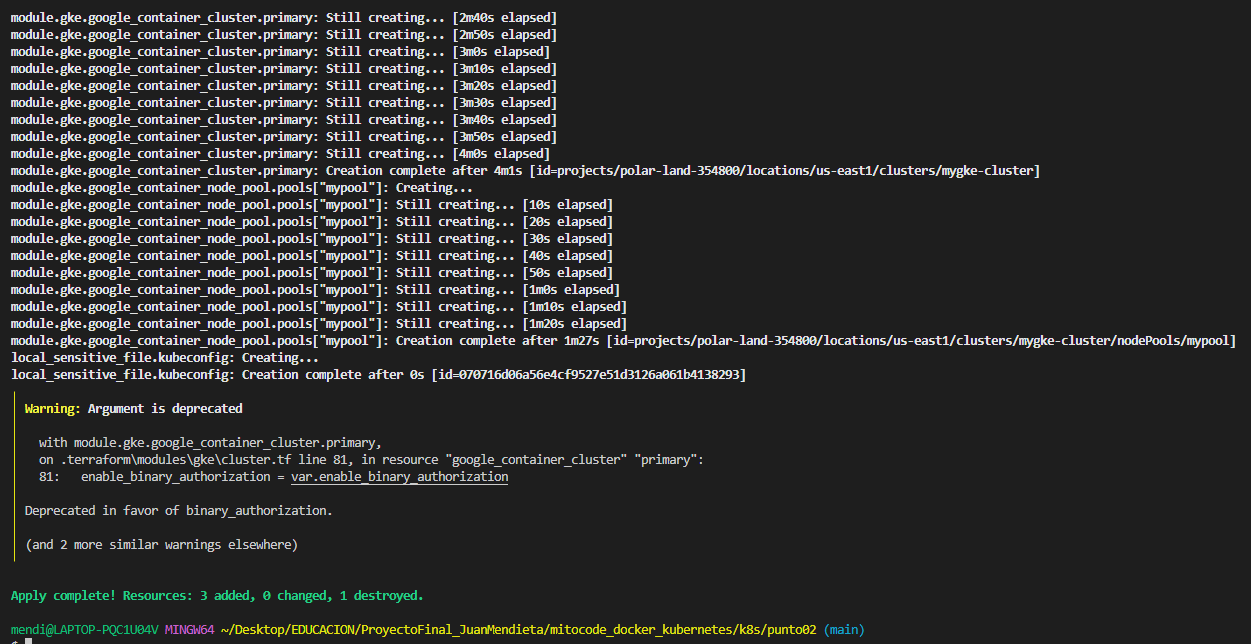 module.gke.google_container_cluster.primary: Still creating... [2m40s elapsed]
module.gke.google_container_cluster.primary: Still creating... [2m50s elapsed]
module.gke.google_container_cluster.primary: Still creating... [3m0s elapsed]
module.gke.google_container_cluster.primary: Still creating... [3m10s elapsed]
module.gke.google_container_cluster.primary: Still creating... [3m20s elapsed]
module.gke.google_container_cluster.primary: Still creating... [3m30s elapsed]
module.gke.google_container_cluster.primary: Still creating... [3m40s elapsed]
module.gke.google_container_cluster.primary: Still creating... [3m50s elapsed]
module.gke.google_container_cluster.primary: Still creating... [4m0s elapsed]
module.gke.google_container_cluster.primary: Creation complete after 4m1s [id=projects/polar-land-354800/locations/us-east1/clusters/mygke-cluster]
module.gke.google_container_node_pool.pools["mypool"]: Creating...
module.gke.google_container_node_pool.pools["mypool"]: Still creating... [10s elapsed]
module.gke.google_container_node_pool.pools["mypool"]: Still creating... [20s elapsed]
module.gke.google_container_node_pool.pools["mypool"]: Still creating... [30s elapsed]
module.gke.google_container_node_pool.pools["mypool"]: Still creating... [40s elapsed]
module.gke.google_container_node_pool.pools["mypool"]: Still creating... [50s elapsed]
module.gke.google_container_node_pool.pools["mypool"]: Still creating... [1m0s elapsed]
module.gke.google_container_node_pool.pools["mypool"]: Still creating... [1m10s elapsed]
module.gke.google_container_node_pool.pools["mypool"]: Still creating... [1m20s elapsed]
module.gke.google_container_node_pool.pools["mypool"]: Creation complete after 1m27s [id=projects/polar-land-354800/locations/us-east1/clusters/mygke-cluster/nodePools/mypool]
local_sensitive_file.kubeconfig: Creating...
local_sensitive_file.kubeconfig: Creation complete after 0s [id=070716d06a56e4cf9527e51d3126a061b4138293]
Warning: Argument is deprecated
with module.gke.google_container_cluster.primary,
on .terraform\modules\gke\cluster.tf line 81, in resource "google_container_cluster" "primary":
81: enable_binary_authorization = var.enable_binary_authorization
Deprecated in favor of binary_authorization.
(and 2 more similar warnings elsewhere)
Apply complete! Resources: 3 added, 0 changed, 1 destroyed.
mendi@LAPTOP-PQC1U04V MINGW64 ~/Desktop/EDUCACION/ProyectoFinal_JuanMendieta/mitocode_docker_kubernetes/k8s/punto02 (main)
$